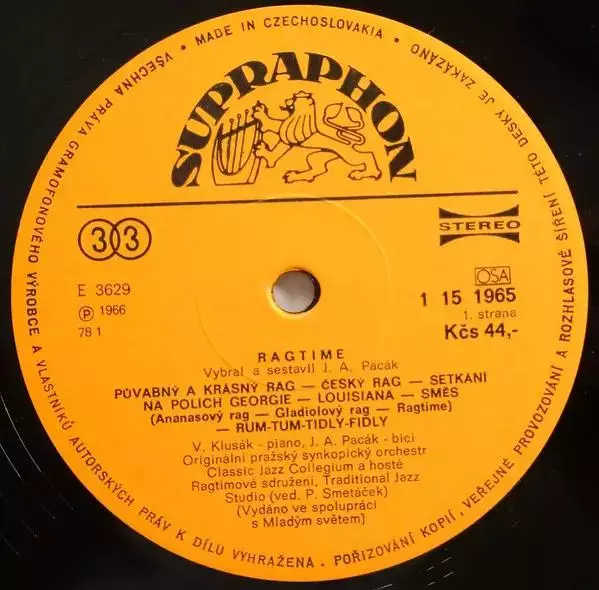 VŠECHNA PRÁVA GRAMOFONOVÉHO VÝROBCE A VLASTNÍKŮ AUTORSKÝCH PRÁV K DÍLU VYHRAŽENA. POŘIZOVÁNÍ KOPIÍ, VEŘEJNÉ PROVOZOVÁNÍ A ROZHLASOVÉ ŠÍŘENÍ TÉTO DESKY JE ZAKÁZÁNO
• MADE IN CZECHOSLOVAKIA •
SUPRAPHON
33
STEREO
E 3629
Ⓟ 1966
78 1
OSA
1 15 1965
1. strana
Kčs 44,-
RAGTIME
Vybral a sestavil J. A. Pacák
PŮVABNÝ A KRÁSNÝ RAG — ČESKÝ RAG — SETKÁNÍ
NA POLICH GEORGIE — LOUISIANA — SMĚS
(Ananasový rag — Gladiolový rag — Ragtime)
— RUM-TUM-TIDLY-FIDLY
V. Klusák - piano, J. A. Pacák - bicí
Originální pražský synkopický orchestr
Classic Jazz Collegium a hosté
Ragtimové sdružení, Traditional Jazz
Studio (ved. P. Smetáček)
(Vydáno ve spolupráci
s Mladým světem)